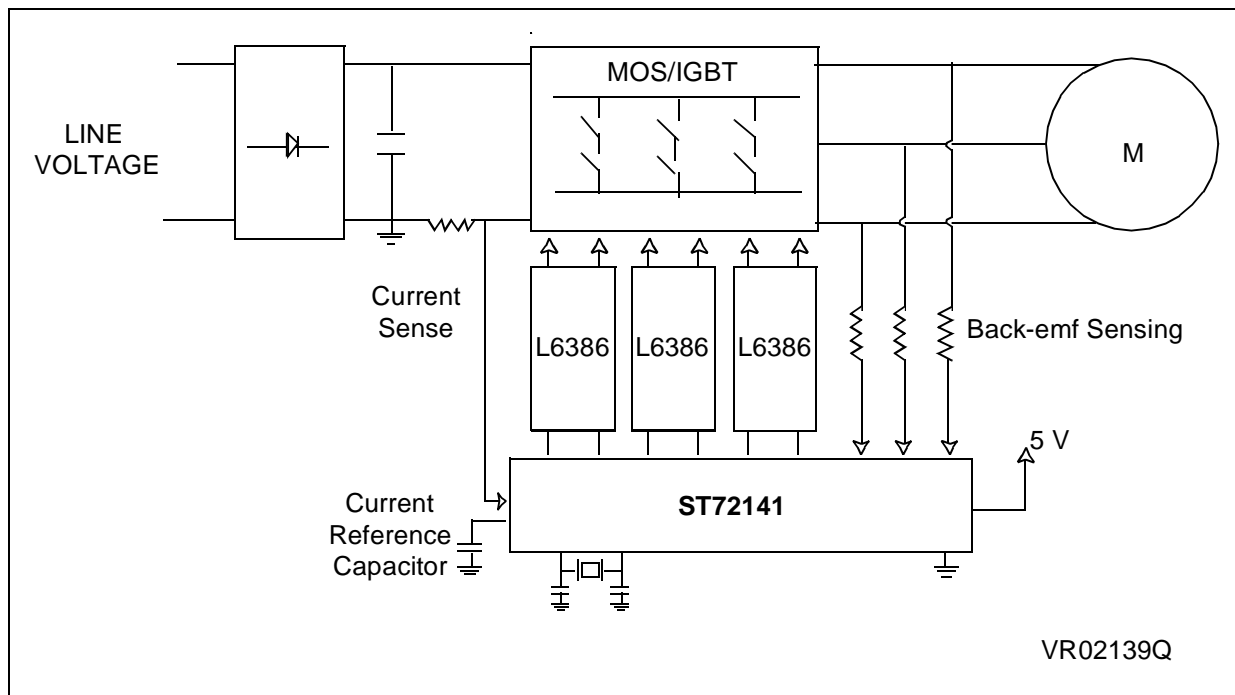 MOS/IGBT
LINE
VOLTAGE
M
Current
Sense
L6386
L6386
L6386
Back-emf Sensing
5 V
ST72141
Current
Reference
Capacitor
VR02139Q